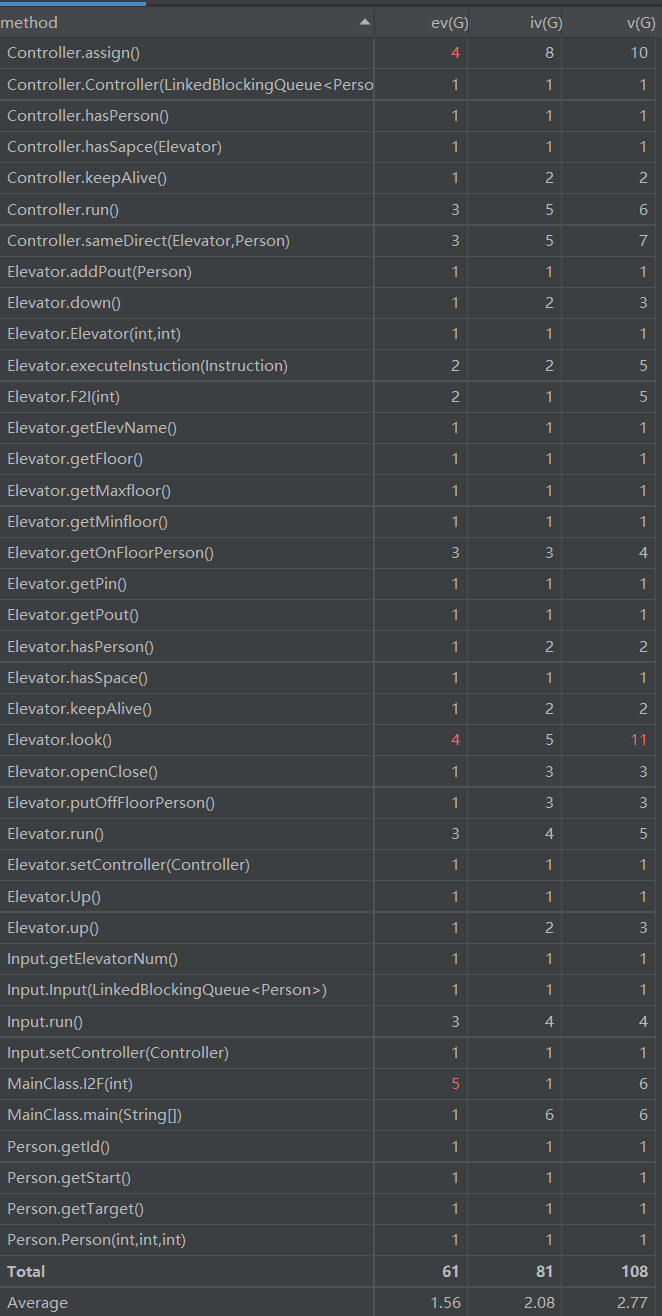 method ev(G) iv(G) v(G)
Controller.assign() 4 8 10
Controller.Controller(LinkedBlockingQueue<Perso 1 1 1
Controller.hasPerson() 1 1 1
Controller.hasSapce(Elevator) 1 1 1
Controller.keepAlive() 1 2 2
Controller.run() 3 5 6
Controller.sameDirect(Elevator,Person) 3 5 7
Elevator.addPout(Person) 1 1 1
Elevator.down() 1 2 3
Elevator.Elevator(int,int) 1 1 1
Elevator.executeInstuction(Instruction) 2 2 5
Elevator.F2I(int) 2 1 5
Elevator.getElevName() 1 1 1
Elevator.getFloor() 1 1 1
Elevator.getMaxfloor() 1 1 1
Elevator.getMinfloor() 1 1 1
Elevator.getOnFloorPerson() 3 3 4
Elevator.getPin() 1 1 1
Elevator.getPout() 1 1 1
Elevator.hasPerson() 1 2 2
Elevator.hasSpace() 1 1 1
Elevator.keepAlive() 1 2 2
Elevator.look() 4 5 11
Elevator.openClose() 1 3 3
Elevator.putOffFloorPerson() 1 3 3
Elevator.run() 3 4 5
Elevator.setController(Controller) 1 1 1
Elevator.Up() 1 1 1
Elevator.up() 1 2 3
Input.getElevatorNum() 1 1 1
Input.Input(LinkedBlockingQueue<Person>) 1 1 1
Input.run() 3 4 4
Input.setController(Controller) 1 1 1
MainClass.I2F(int) 5 1 6
MainClass.main(String[]) 1 6 6
Person.getId() 1 1 1
Person.getStart() 1 1 1
Person.getTarget() 1 1 1
Person.Person(int,int,int) 1 1 1
Total 61 81 108
Average 1.56 2.08 2.77